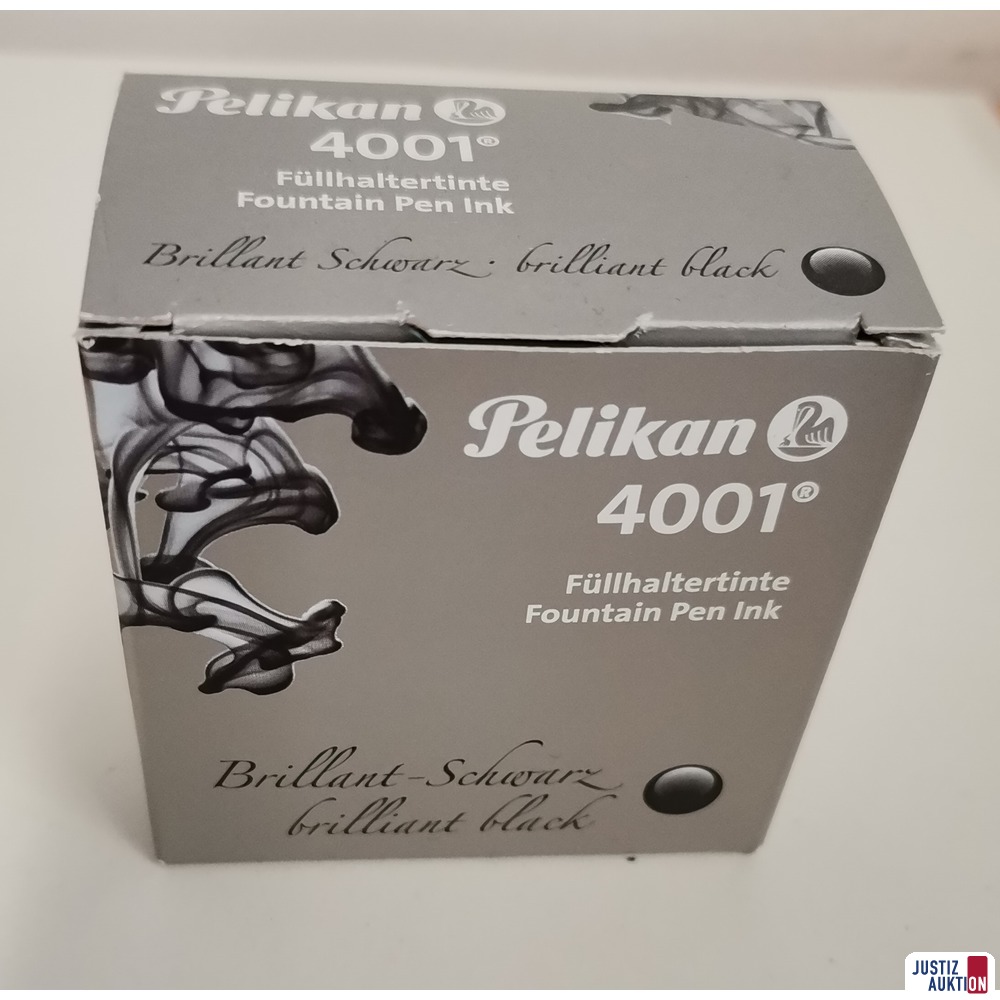 Pelikan
4001®
Füllhaltertinte
Fountain Pen Ink
Brillant Schwarz · brilliant black
Pelikan
4001®
Füllhaltertinte
Fountain Pen Ink
Brillant-Schwarz
brilliant black
JUSTIZ
AUKTION